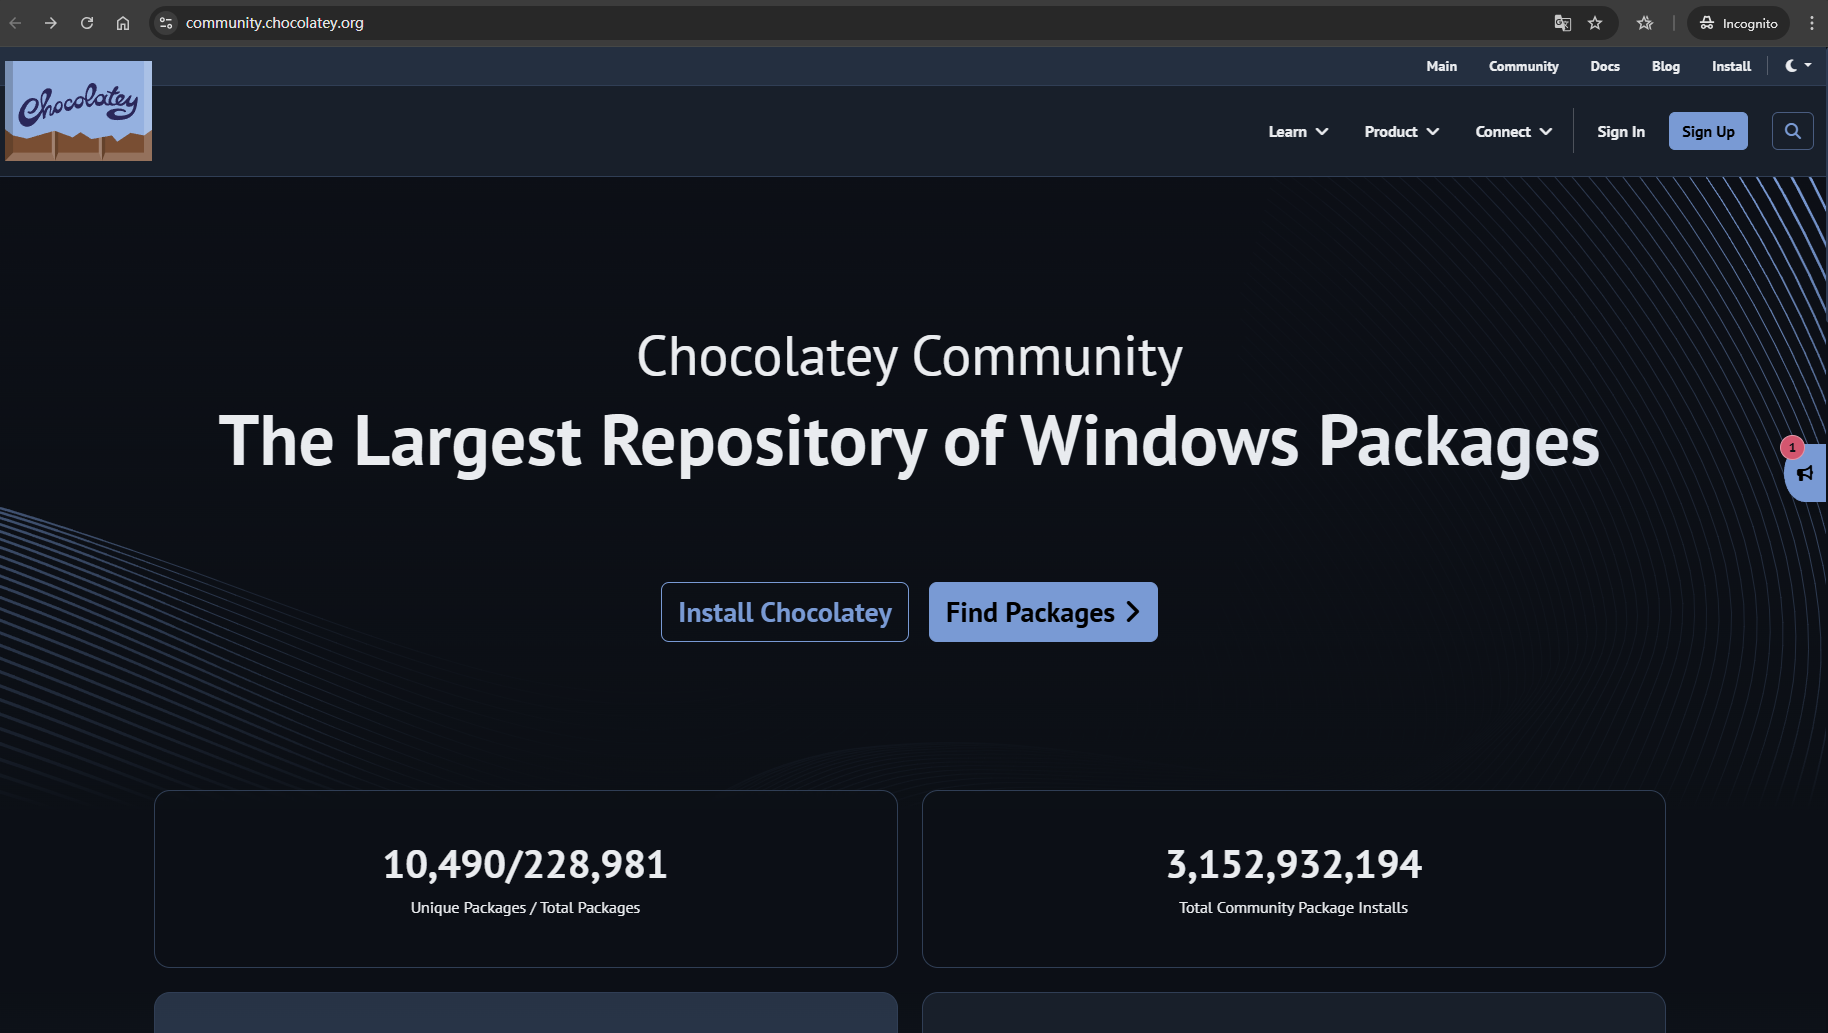 community.chocolatey.org
Incognito
Main Community Docs Blog Install
Chocolatey
Learn Product Connect Sign In Sign Up
Chocolatey Community
The Largest Repository of Windows Packages
1
Install Chocolatey Find Packages
10,490/228,981
Unique Packages / Total Packages
3,152,932,194
Total Community Package Installs